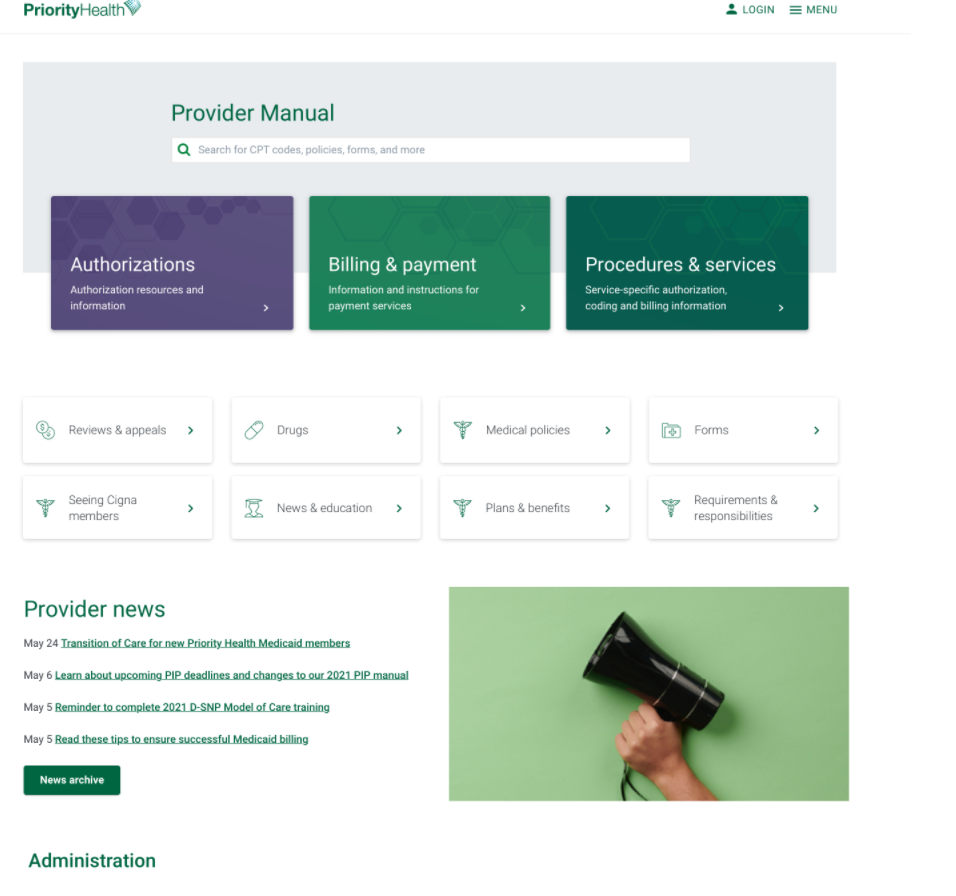 PriorityHealth
LOGIN MENU
Provider Manual
Search for CPT codes, policies, forms, and more
Authorizations
Authorization resources and
information
Billing & payment
Information and instructions for
payment services
Procedures & services
Service-specific authorization,
coding and billing information
Reviews & appeals
Drugs
Medical policies
Forms
Seeing Cigna
members
News & education
Plans & benefits
Requirements &
responsibilities
Provider news
May 24 Transition of Care for new Priority Health Medicaid members
May 6 Learn about upcoming PIP deadlines and changes to our 2021 PIP manual
May 5 Reminder to complete 2021 D-SNP Model of Care training
May 5 Read these tips to ensure successful Medicaid billing
News archive
Administration